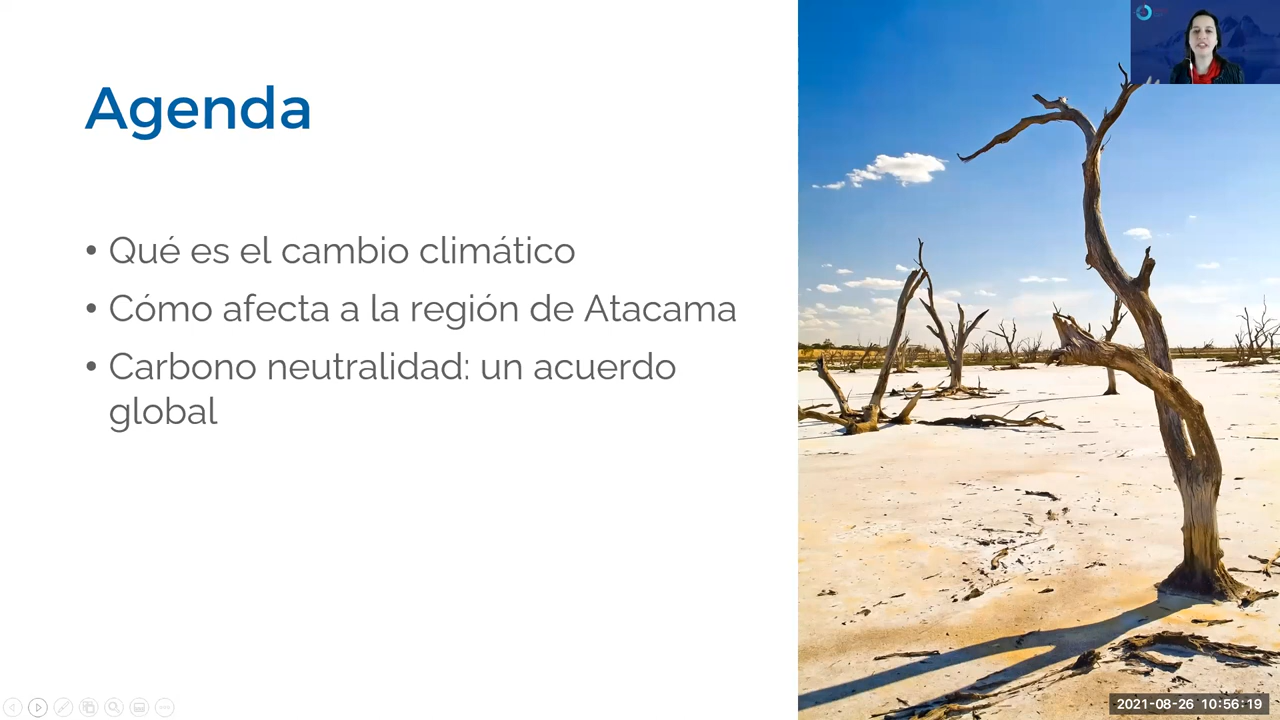 Agenda
• Qué es el cambio climático
• Cómo afecta a la región de Atacama
• Carbono neutralidad: un acuerdo
global
2021-08-26 10:56:19